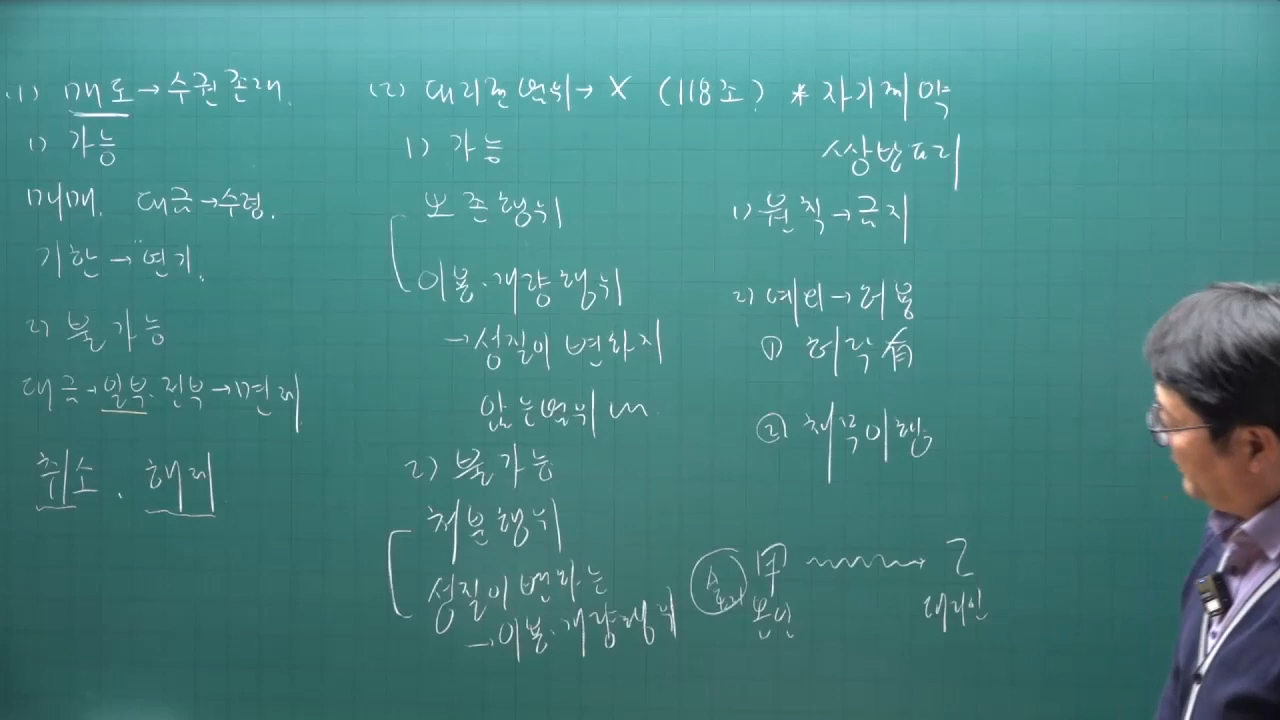 (1) 매도→수권존재.
1) 가능
매매. 대금→수령.
기한→연기.
2) 불가능
대금→일부.전부→면제
취소. 해제
(2) 대리권범위→X (118조)
1) 가능
보존행위
이용.개량행위
→성질이 변하지
않는범위
2) 불가능
처분행위
성질이 변하는
→이용.개량행위
* 자기계약
쌍방대리
1) 원칙→금지
2) 예외→허용
① 허락有
② 채무이행
토지 甲 → 乙
본인 대리인